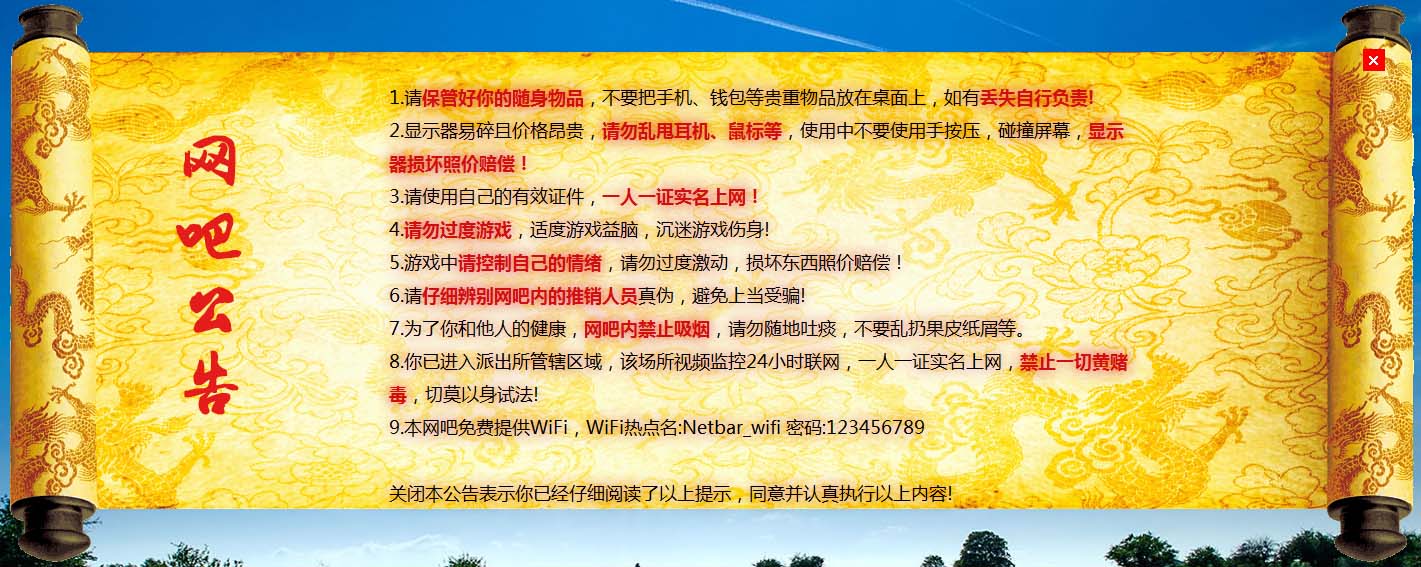 网吧公告
1.请保管好你的随身物品，不要把手机、钱包等贵重物品放在桌面上，如有丢失自行负责!
2.显示器易碎且价格昂贵，请勿乱甩耳机、鼠标等，使用中不要使用手按压，碰撞屏幕，显示
器损坏照价赔偿！
3.请使用自己的有效证件，一人一证实名上网！
4.请勿过度游戏，适度游戏益脑，沉迷游戏伤身!
5.游戏中请控制自己的情绪，请勿过度激动，损坏东西照价赔偿！
6.请仔细辨别网吧内的推销人员真伪，避免上当受骗!
7.为了你和他人的健康，网吧内禁止吸烟，请勿随地吐痰，不要乱扔果皮纸屑等。
8.你已进入派出所管辖区域，该场所视频监控24小时联网，一人一证实名上网，禁止一切黄赌
毒，切莫以身试法!
9.本网吧免费提供WiFi，WiFi热点名:Netbar_wifi 密码:123456789
关闭本公告表示你已经仔细阅读了以上提示，同意并认真执行以上内容!